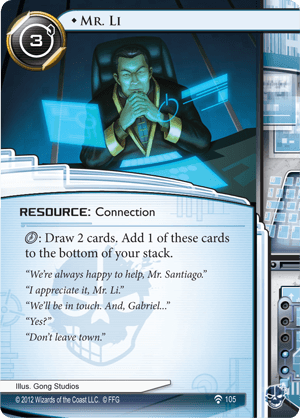 3
Mr. Li
RESOURCE: Connection
: Draw 2 cards. Add 1 of these cards
to the bottom of your stack.
“We're always happy to help, Mr. Santiago.”
“I appreciate it, Mr. Li.”
“We'll be in touch. And, Gabriel...”
“Yes?”
“Don't leave town.”
Illus. Gong Studios
© 2012 Wizards of the Coast LLC. © FFG
105